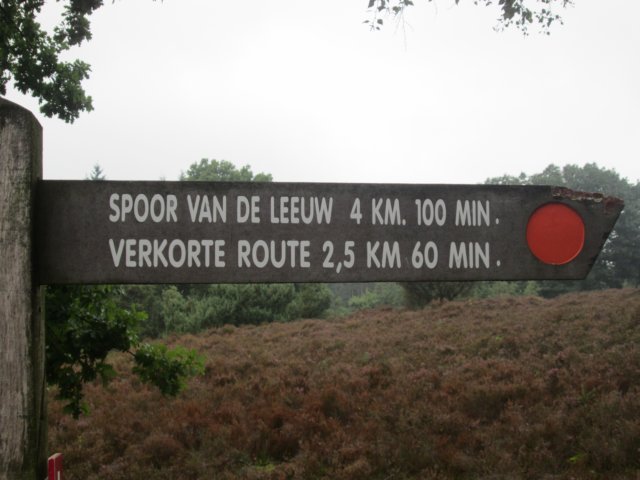 SPOOR VAN DE LEEUW 4 KM. 100 MIN.
VERKORTE ROUTE 2,5 KM 60 MIN.